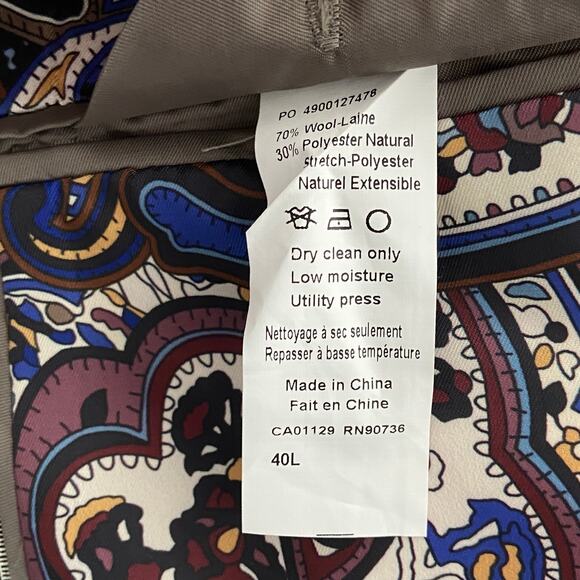 PO 4900127478
70% Wool-Laine
30% Polyester Natural
Stretch-Polyester
Naturel Extensible
Dry clean only
Low moisture
Utility press
Nettoyage à sec seulement
Repasser à basse température
Made in China
Fait en Chine
CA01129 RN90736
40L